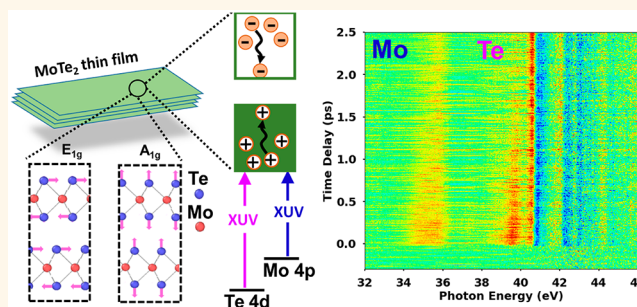 MoTe2 thin film
E1g
A1g
Te
Mo
XUV
XUV
Mo 4p
Te 4d
Mo
Te
Time Delay (ps)
2.5
2.0
1.5
1.0
0.5
0.0
32 34 36 38 40 42 44
Photon Energy (eV)